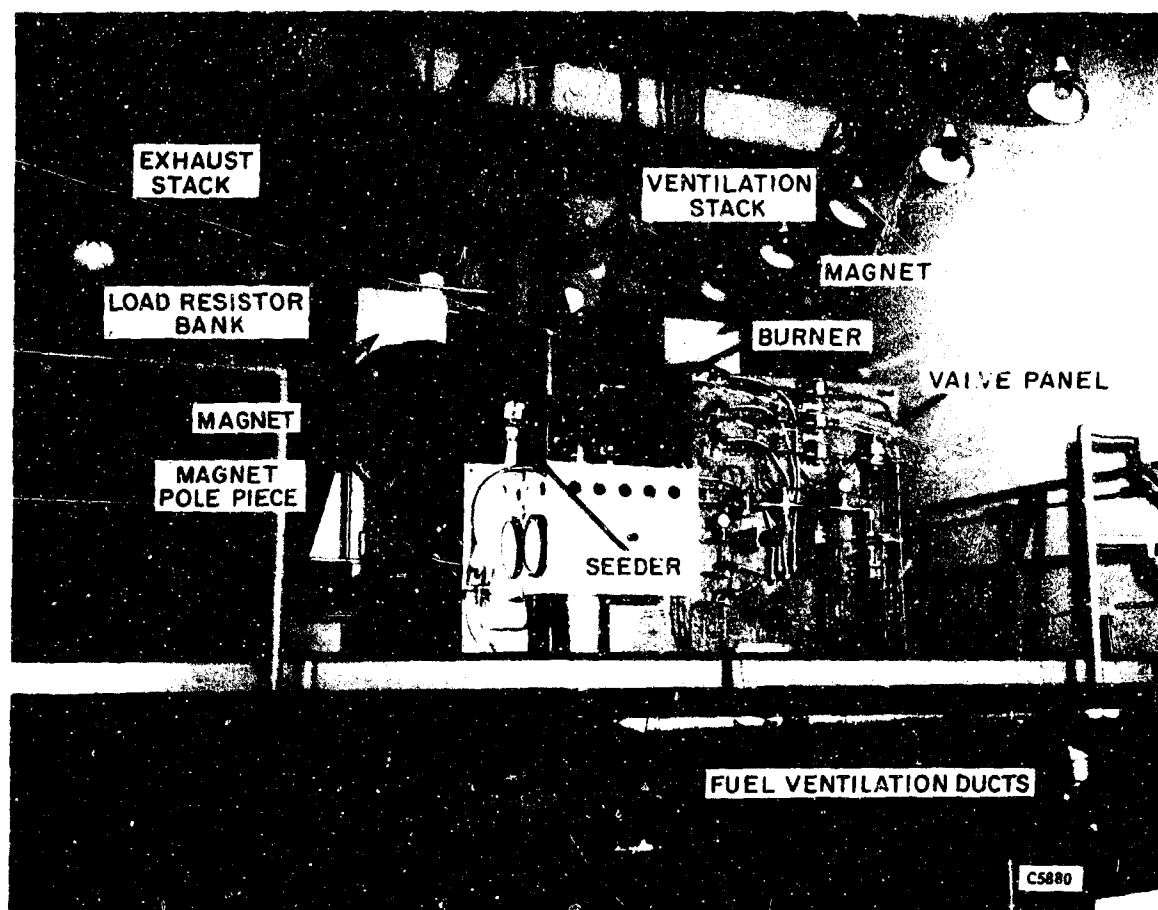 EXHAUST
STACK
VENTILATION
STACK
MAGNET
LOAD RESISTOR
BANK
BURNER
VALVE PANEL
MAGNET
MAGNET
POLE PIECE
SEEDER
FUEL VENTILATION DUCTS
C5880